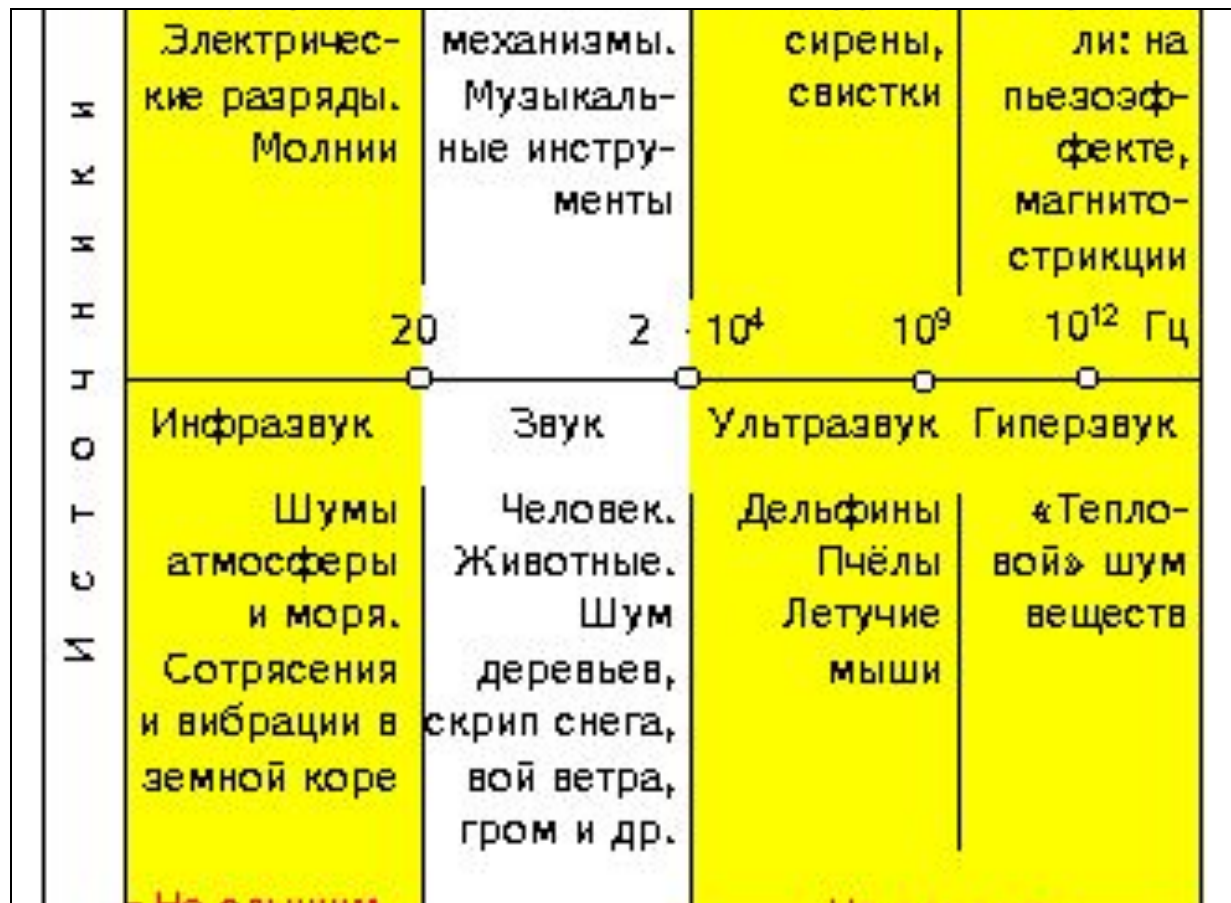 Источники
Электричес-
кие разряды.
Молнии
механизмы.
Музыкаль-
ные инстру-
менты
сирены,
свистки
ли: на
пьезоэф-
фекте,
магнито-
стрикции
20
2 · 10⁴
10⁹
10¹² Гц
Инфразвук
Звук
Ультразвук
Гиперзвук
Шумы
атмосферы
и моря.
Сотрясения
и вибрации в
земной коре
Человек.
Животные.
Шум
деревьев,
скрип снега,
вой ветра,
гром и др.
Дельфины
Пчёлы
Летучие
мыши
«Тепло-
вой» шум
веществ